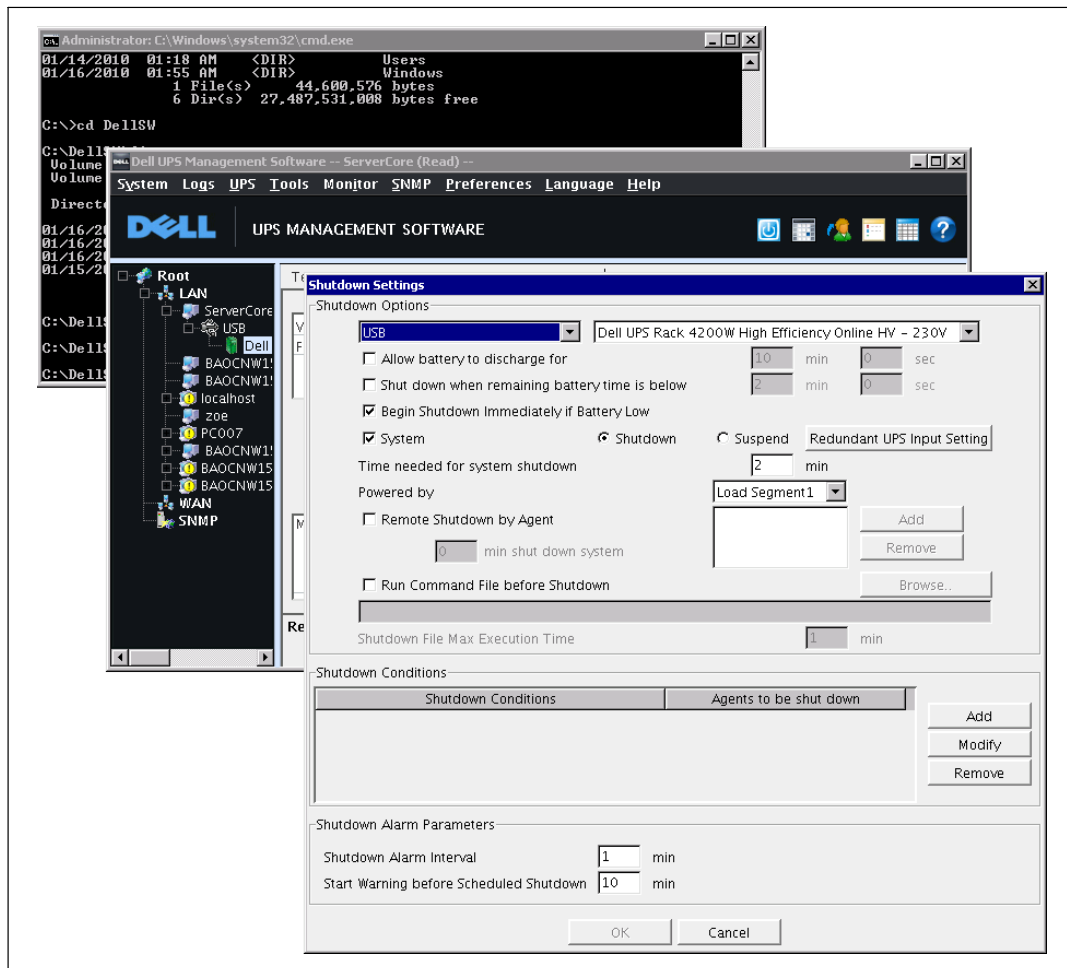 Administrator: C:\Windows\system32\cmd.exe
01/14/2010 01:18 AM <DIR> Users
01/16/2010 01:55 AM <DIR> Windows
1 File(s) 44,600,576 bytes
6 Dir(s) 27,487,531,008 bytes free
C:\>cd DellSW
C:\DellS
Volume
Volume
Directo
01/16/20
01/16/20
01/16/20
01/15/20
C:\DellS
C:\DellS
C:\DellS
Dell UPS Management Software -- ServerCore (Read) --
System Logs UPS Tools Monitor SNMP Preferences Language Help
DELL UPS MANAGEMENT SOFTWARE
Root
LAN
ServerCore
USB
Dell
BAOCNW1
BAOCNW1
localhost
zoe
PC007
BAOCNW1
BAOCNW15
BAOCNW15
WAN
SNMP
Te
V
F
M
Re
Shutdown Settings
Shutdown Options
USB Dell UPS Rack 4200W High Efficiency Online HV - 230V
Allow battery to discharge for 10 min 0 sec
Shut down when remaining battery time is below 2 min 0 sec
Begin Shutdown Immediately if Battery Low
System Shutdown Suspend Redundant UPS Input Setting
Time needed for system shutdown 2 min
Powered by Load Segment1
Remote Shutdown by Agent Add
0 min shut down system Remove
Run Command File before Shutdown Browse..
Shutdown File Max Execution Time 1 min
Shutdown Conditions
Shutdown Conditions Agents to be shut down
Add
Modify
Remove
Shutdown Alarm Parameters
Shutdown Alarm Interval 1 min
Start Warning before Scheduled Shutdown 10 min
OK Cancel